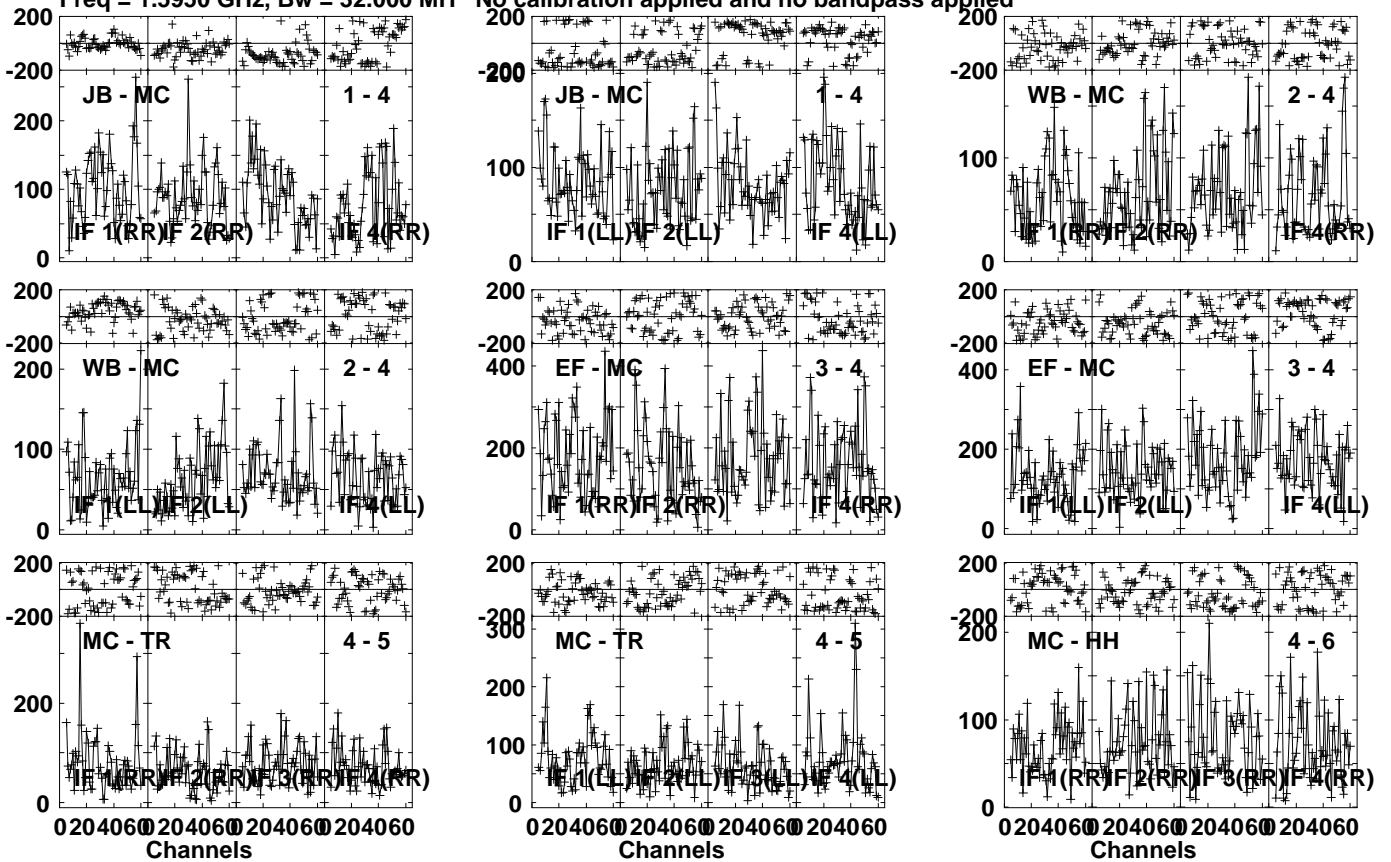 Freq = 1.5950 GHz, Bw = 32.000 MH No calibration applied and no bandpass applied
200
-200
JB - MC
1 - 4
200
100
0
IF 1(RR) IF 2(RR) IF 4(RR)
-200
200
JB - MC
1 - 4
100
0
IF 1(LL) IF 2(LL) IF 4(LL)
200
-200
WB - MC
2 - 4
100
0
IF 1(RR) IF 2(RR) IF 4(RR)
200
-200
WB - MC
2 - 4
200
100
0
IF 1(LL) IF 2(LL) IF 4(LL)
200
-200
EF - MC
3 - 4
400
200
0
IF 1(RR) IF 2(RR) IF 4(RR)
200
-200
EF - MC
3 - 4
400
200
0
IF 1(LL) IF 2(LL) IF 4(LL)
200
-200
MC - TR
4 - 5
200
0
IF 1(RR) IF 2(RR) IF 3(RR) IF 4(RR)
200
-200
MC - TR
4 - 5
300
200
100
0
IF 1(LL) IF 2(LL) IF 3(LL) IF 4(LL)
200
-200
MC - HH
4 - 6
200
100
0
IF 1(RR) IF 2(RR) IF 3(RR) IF 4(RR)
0 20 40 60 0 20 40 60 0 20 40 60 0 20 40 60
Channels
0 20 40 60 0 20 40 60 0 20 40 60 0 20 40 60
Channels
0 20 40 60 0 20 40 60 0 20 40 60 0 20 40 60
Channels